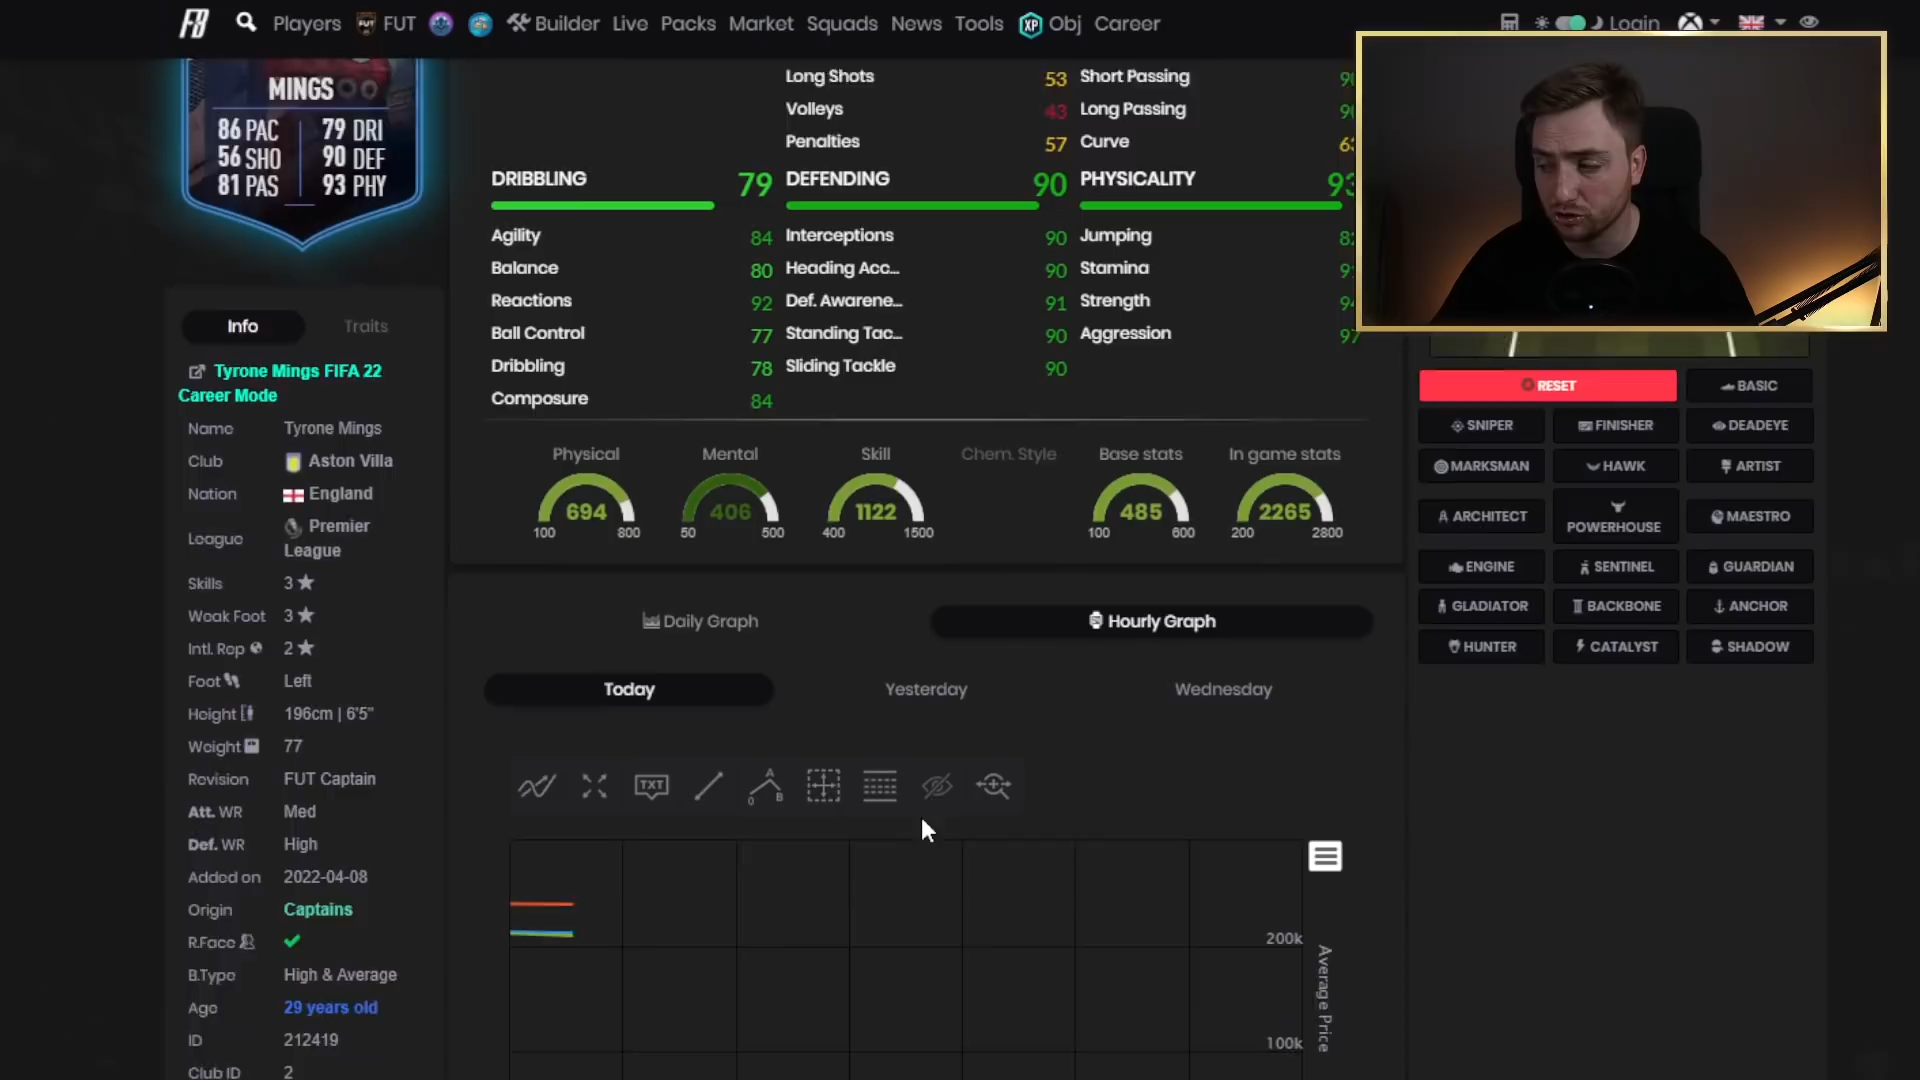 Players FUT Builder Live Packs Market Squads News Tools XP Obj Career Login
MINGS
86 PAC 79 DRI
56 SHO 90 DEF
81 PAS 93 PHY
Long Shots 53 Short Passing
Volleys 43 Long Passing
Penalties 57 Curve
DRIBBLING 79 DEFENDING 90 PHYSICALITY 93
Agility 84 Interceptions 90 Jumping
Balance 80 Heading Acc... 90 Stamina
Reactions 92 Def. Awarene... 91 Strength
Ball Control 77 Standing Tac... 90 Aggression 97
Dribbling 78 Sliding Tackle 90
Composure 84
Physical Mental Skill Chem. Style Base stats In game stats
694 406 1122 485 2265
100 800 50 500 400 1500 100 600 200 2800
Info Traits
Tyrone Mings FIFA 22
Career Mode
Name Tyrone Mings
Club Aston Villa
Nation England
League Premier
League
Skills 3
Weak Foot 3
Intl. Rep 2
Foot Left
Height 196cm | 6'5"
Weight 77
Revision FUT Captain
Att. WR Med
Def. WR High
Added on 2022-04-08
Origin Captains
R.Face
B.Type High & Average
Age 29 years old
ID 212419
Club ID 2
Daily Graph Hourly Graph
Today Yesterday Wednesday
TXT
A
0 B
200k
100k
Average Price
RESET BASIC
SNIPER FINISHER DEADEYE
MARKSMAN HAWK ARTIST
ARCHITECT POWERHOUSE MAESTRO
ENGINE SENTINEL GUARDIAN
GLADIATOR BACKBONE ANCHOR
HUNTER CATALYST SHADOW